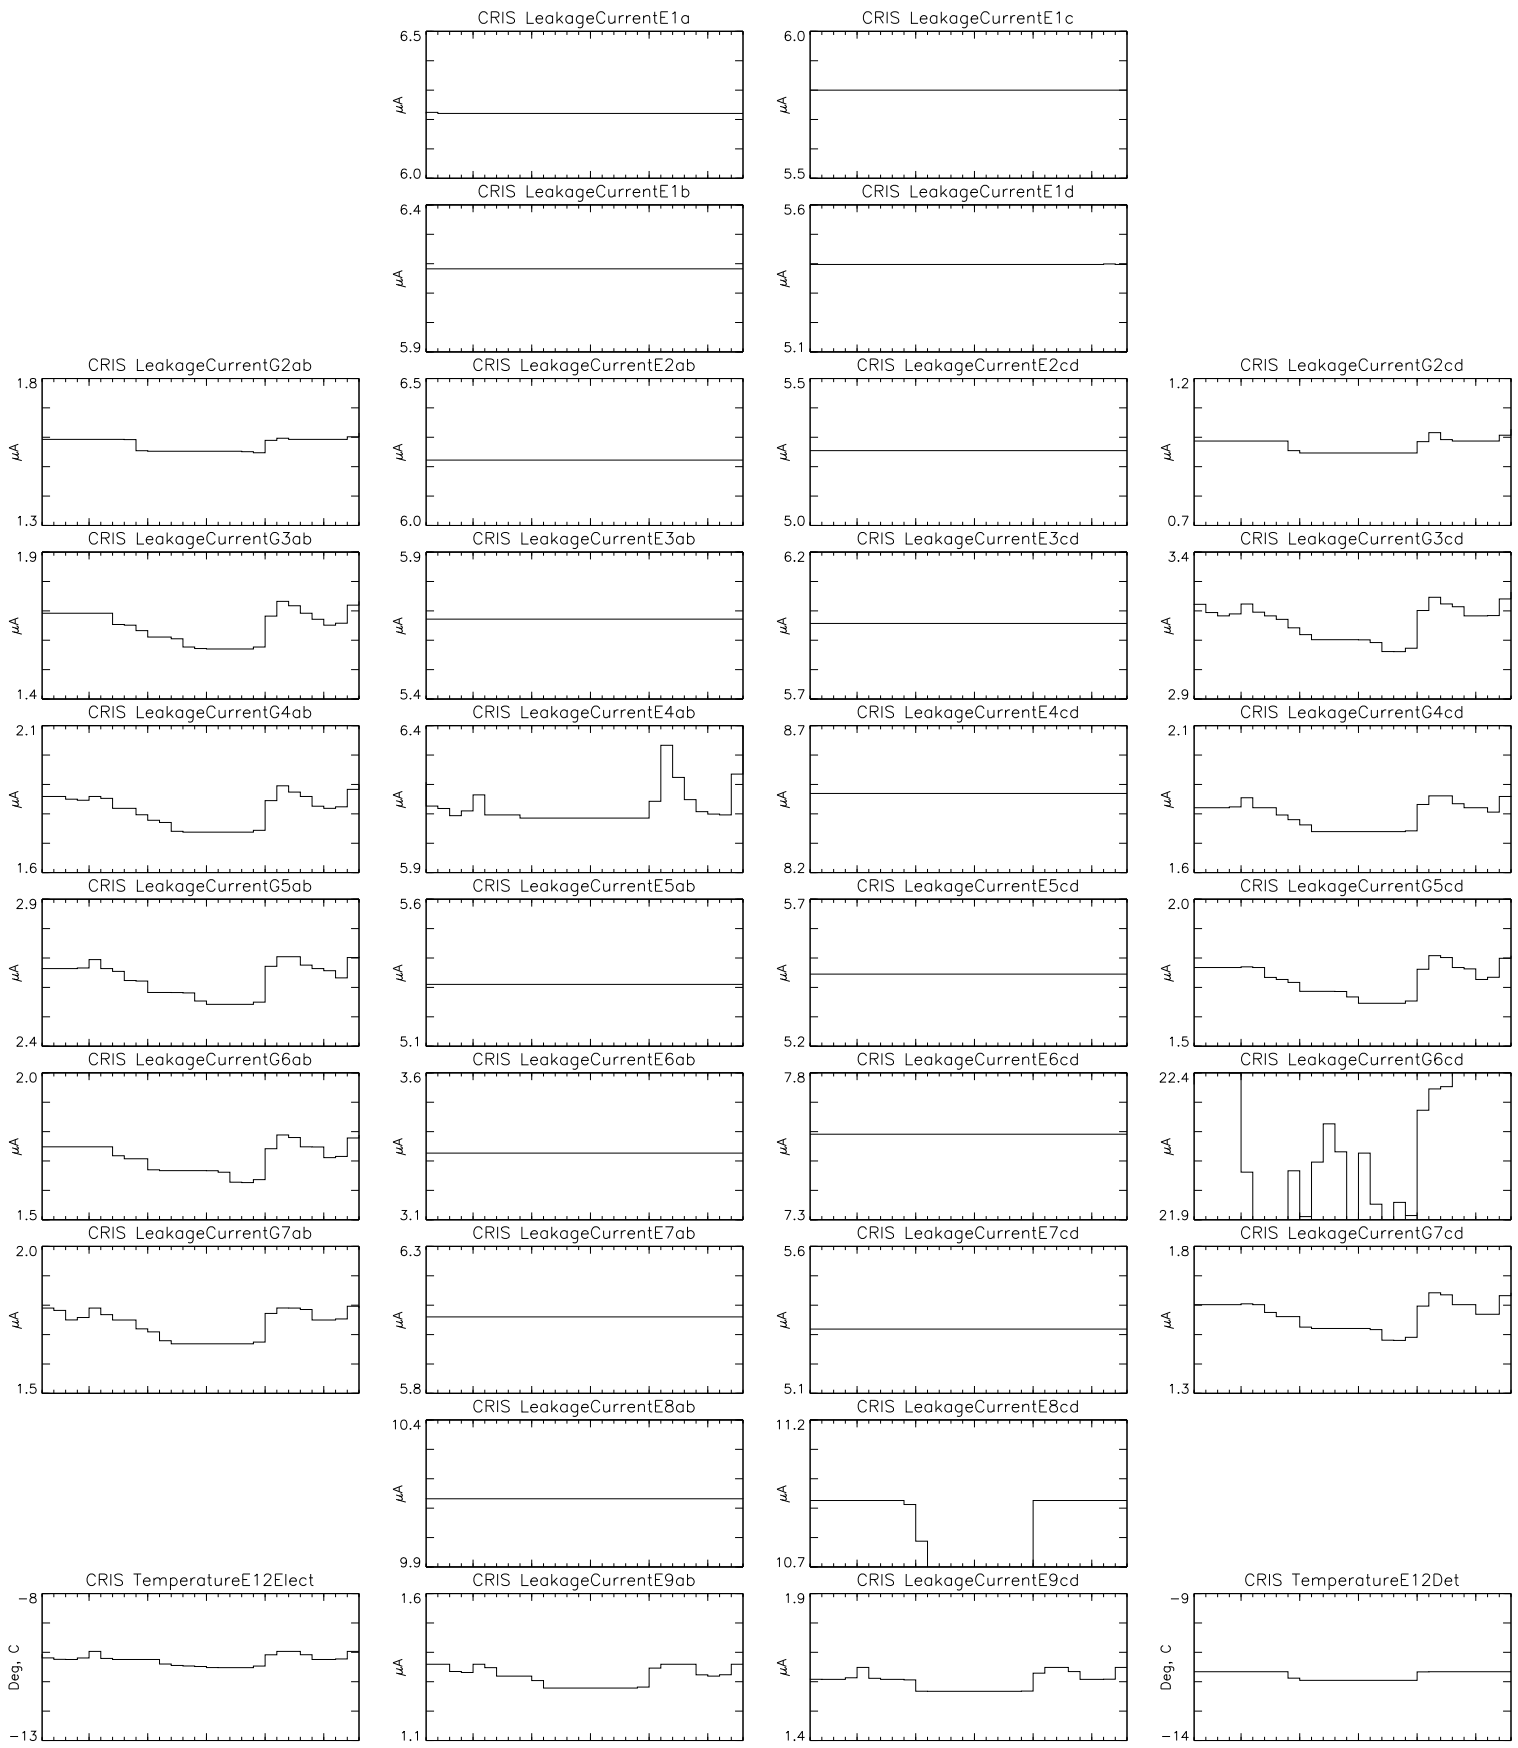 CRIS LeakageCurrentE1a CRIS LeakageCurrentE1c
6.5 6.0
μA μA
6.0 5.5
CRIS LeakageCurrentE1b CRIS LeakageCurrentE1d
6.4 5.6
μA μA
5.9 5.1
CRIS LeakageCurrentG2ab CRIS LeakageCurrentE2ab CRIS LeakageCurrentE2cd CRIS LeakageCurrentG2cd
1.8 6.5 5.5 1.2
μA μA μA μA
1.3 6.0 5.0 0.7
CRIS LeakageCurrentG3ab CRIS LeakageCurrentE3ab CRIS LeakageCurrentE3cd CRIS LeakageCurrentG3cd
1.9 5.9 6.2 3.4
μA μA μA μA
1.4 5.4 5.7 2.9
CRIS LeakageCurrentG4ab CRIS LeakageCurrentE4ab CRIS LeakageCurrentE4cd CRIS LeakageCurrentG4cd
2.1 6.4 8.7 2.1
μA μA μA μA
1.6 5.9 8.2 1.6
CRIS LeakageCurrentG5ab CRIS LeakageCurrentE5ab CRIS LeakageCurrentE5cd CRIS LeakageCurrentG5cd
2.9 5.6 5.7 2.0
μA μA μA μA
2.4 5.1 5.2 1.5
CRIS LeakageCurrentG6ab CRIS LeakageCurrentE6ab CRIS LeakageCurrentE6cd CRIS LeakageCurrentG6cd
2.0 3.6 7.8 22.4
μA μA μA μA
1.5 3.1 7.3 21.9
CRIS LeakageCurrentG7ab CRIS LeakageCurrentE7ab CRIS LeakageCurrentE7cd CRIS LeakageCurrentG7cd
2.0 6.3 5.6 1.8
μA μA μA μA
1.5 5.8 5.1 1.3
CRIS LeakageCurrentE8ab CRIS LeakageCurrentE8cd
10.4 11.2
μA μA
9.9 10.7
CRIS TemperatureE12Elect CRIS LeakageCurrentE9ab CRIS LeakageCurrentE9cd CRIS TemperatureE12Det
-8 1.6 1.9 -9
Deg, C μA μA Deg, C
-13 1.1 1.4 -14